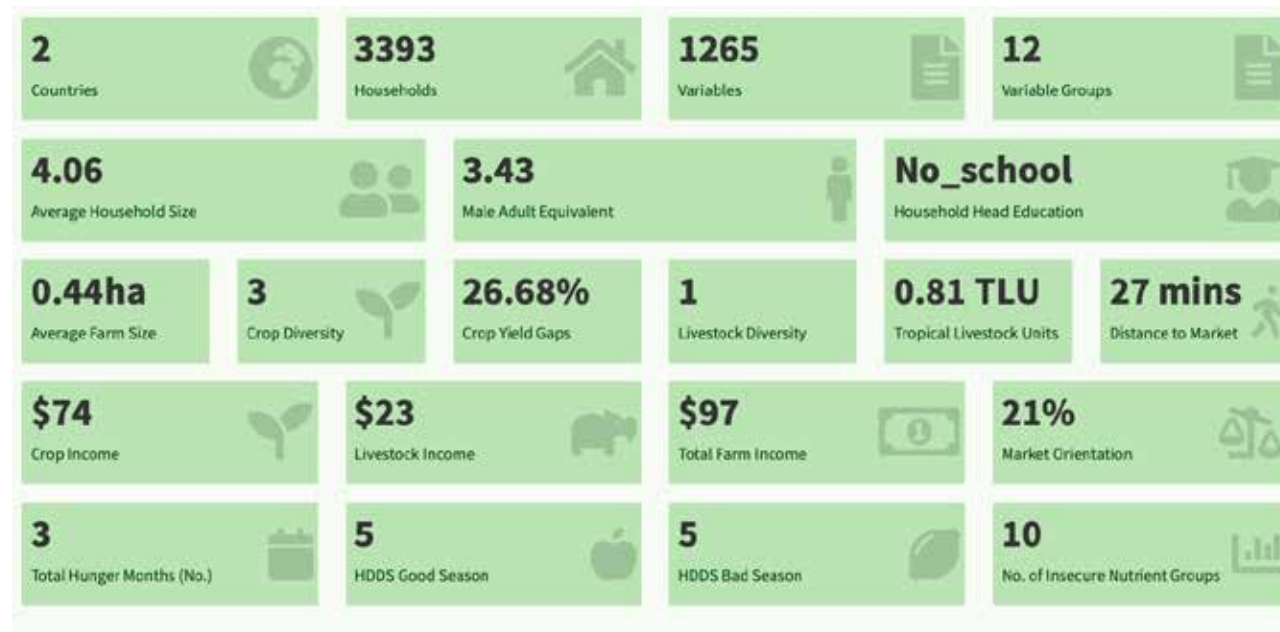 2
Countries
3393
Households
1265
Variables
12
Variable Groups
4.06
Average Household Size
3.43
Male Adult Equivalent
No_school
Household Head Education
0.44ha
Average Farm Size
3
Crop Diversity
26.68%
Crop Yield Gaps
1
Livestock Diversity
0.81 TLU
Tropical Livestock Units
27 mins
Distance to Market
$74
Crop Income
$23
Livestock Income
$97
Total Farm Income
1
21%
Market Orientation
3
Total Hunger Months (No.)
5
HDDS Good Season
5
HDDS Bad Season
10
No. of Insecure Nutrient Groups